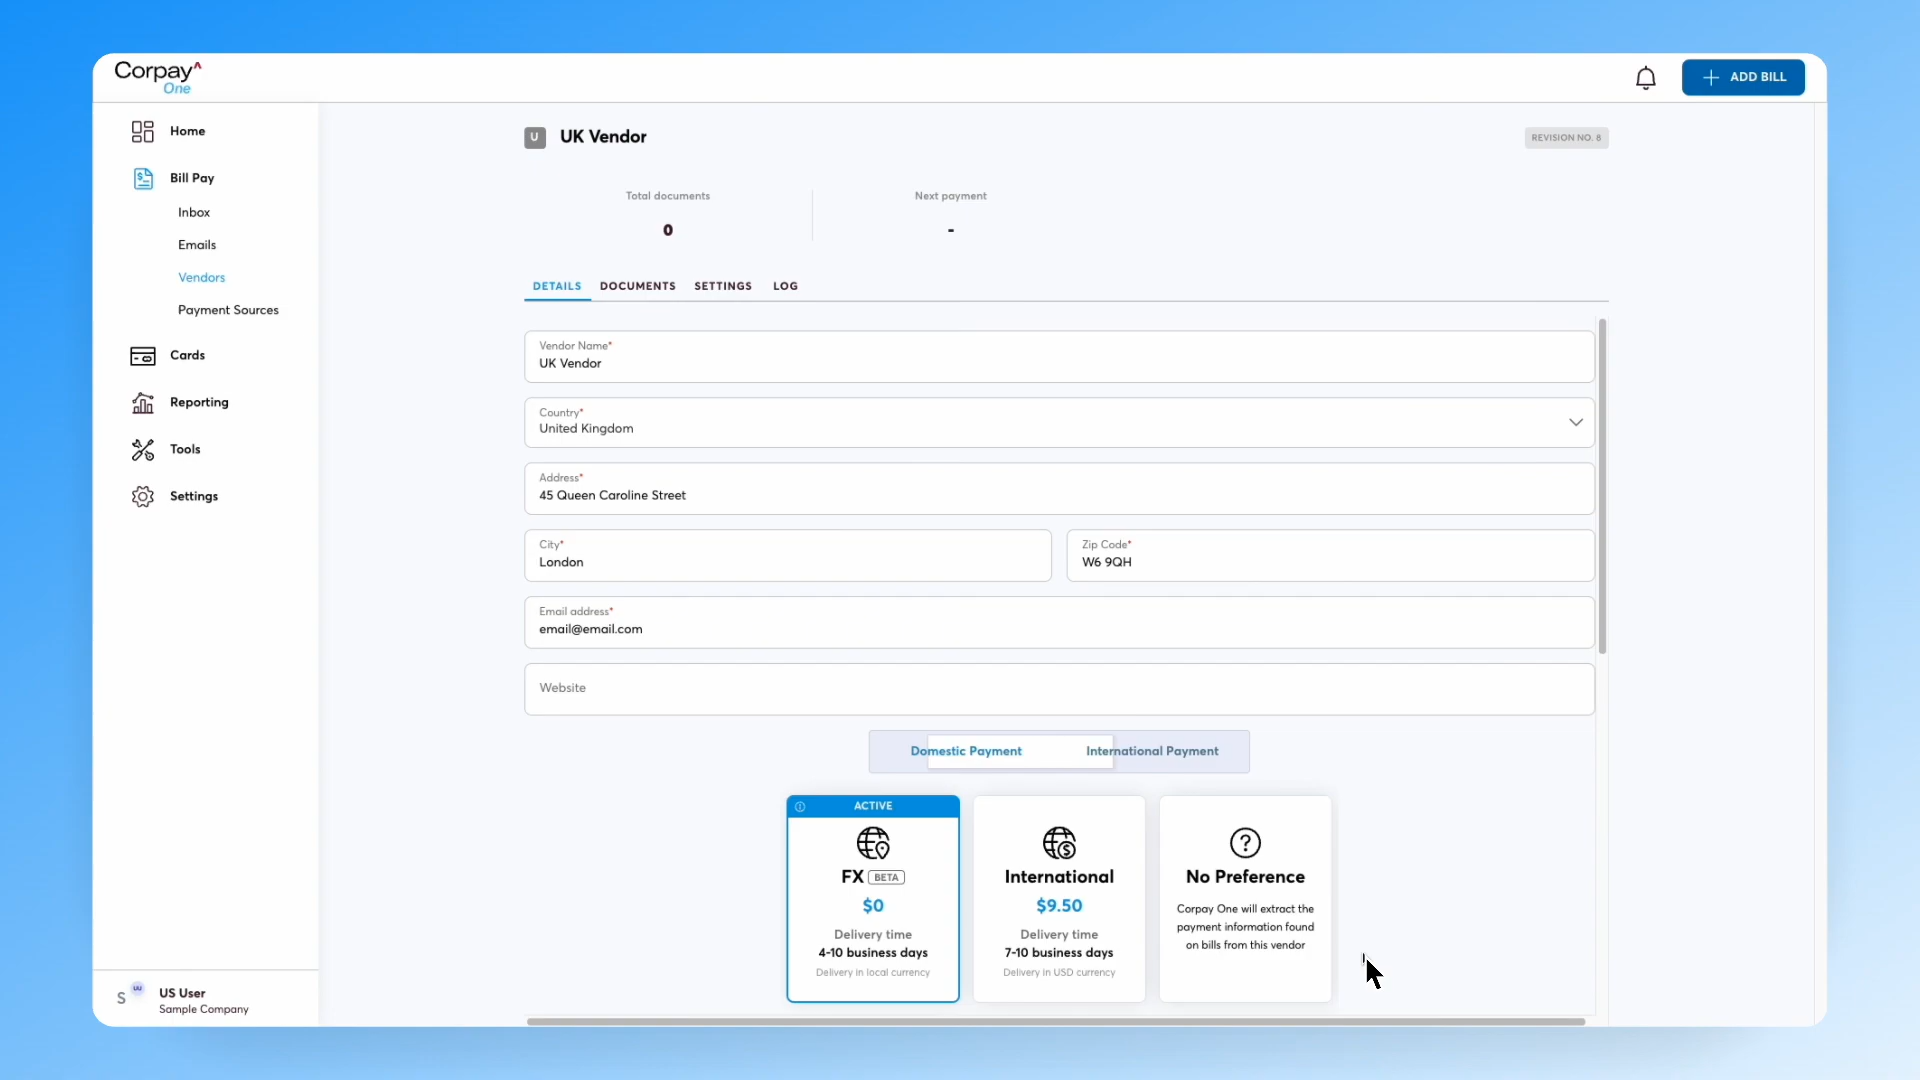 Corpay^
One
ADD BILL
Home
Bill Pay
Inbox
Emails
Vendors
Payment Sources
Cards
Reporting
Tools
Settings
S
UU
US User
Sample Company
U
UK Vendor
REVISION NO. 8
Total documents
0
Next payment
-
DETAILS
DOCUMENTS
SETTINGS
LOG
Vendor Name*
UK Vendor
Country*
United Kingdom
Address*
45 Queen Caroline Street
City*
London
Zip Code*
W6 9QH
Email address*
email@email.com
Website
Domestic Payment
International Payment
ACTIVE
FX BETA
$0
Delivery time
4-10 business days
Delivery in local currency
International
$9.50
Delivery time
7-10 business days
Delivery in USD currency
?
No Preference
Corpay One will extract the
payment information found
on bills from this vendor